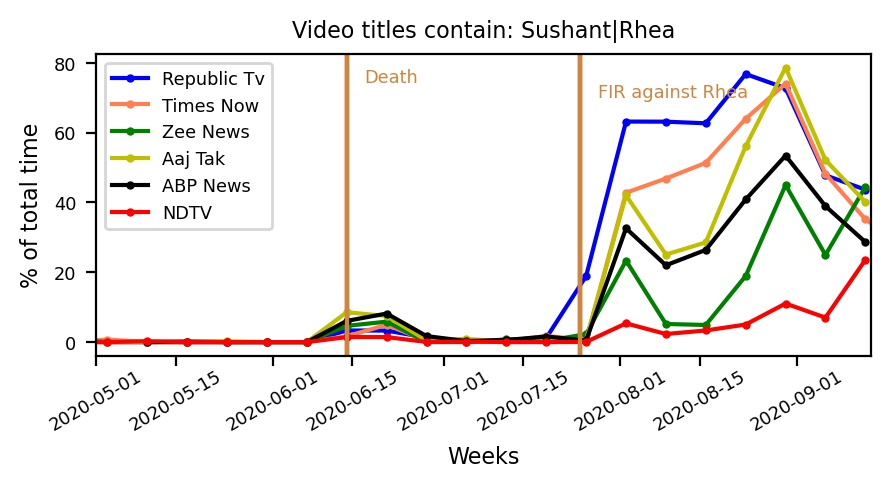 Video titles contain: Sushant|Rhea
% of total time
80
60
40
20
0
Republic Tv
Times Now
Zee News
Aaj Tak
ABP News
NDTV
Death
FIR against Rhea
2020-05-01
2020-05-15
2020-06-01
2020-06-15
2020-07-01
2020-07-15
2020-08-01
2020-08-15
2020-09-01
Weeks